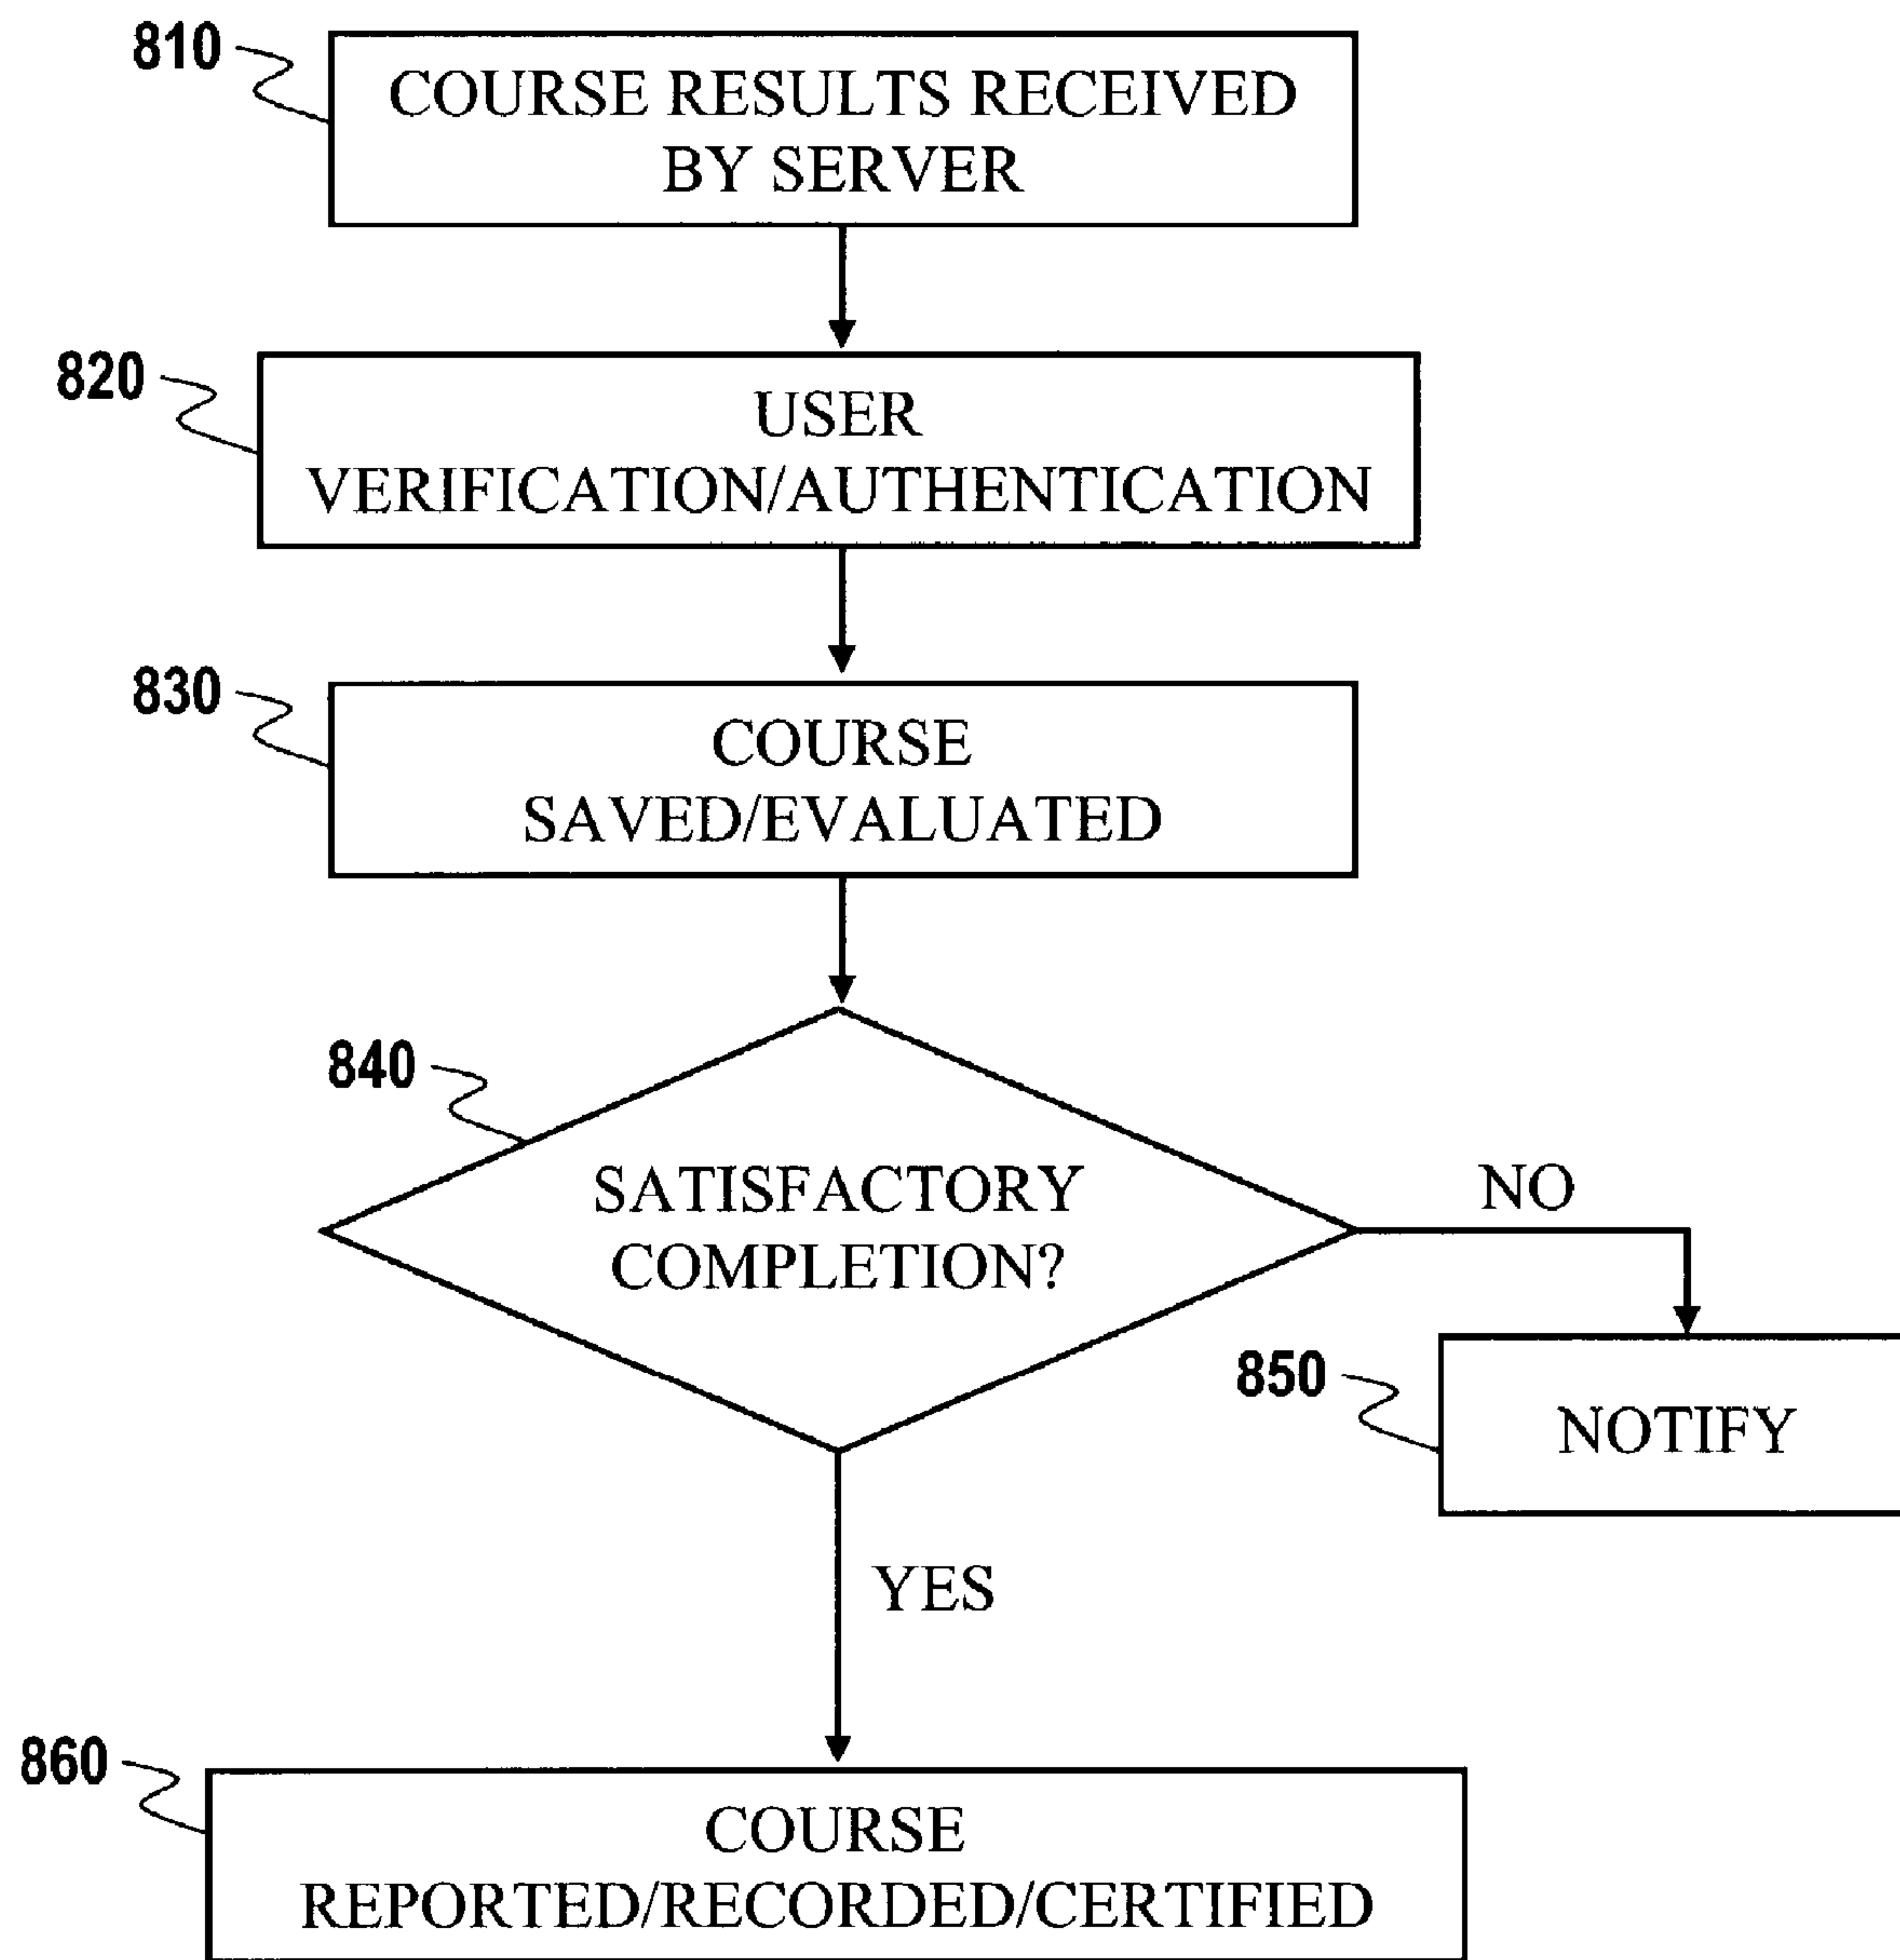 810
COURSE RESULTS RECEIVED
BY SERVER
820
USER
VERIFICATION/AUTHENTICATION
830
COURSE
SAVED/EVALUATED
840
SATISFACTORY
COMPLETION?
NO
850
NOTIFY
YES
860
COURSE
REPORTED/RECORDED/CERTIFIED